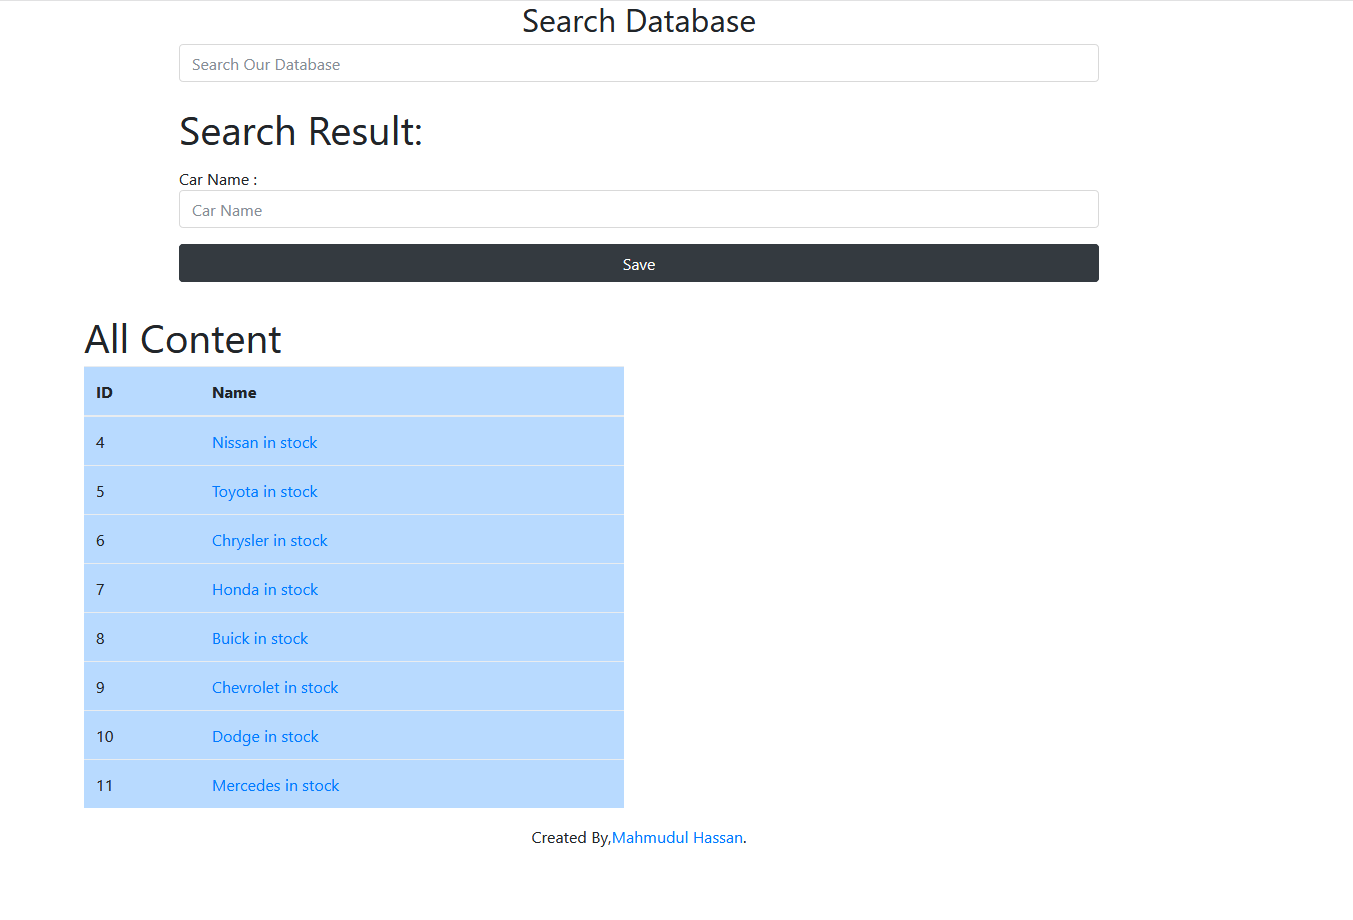 Search Database
Search Our Database
Search Result:
Car Name :
Car Name
Save
All Content
ID Name
4 Nissan in stock
5 Toyota in stock
6 Chrysler in stock
7 Honda in stock
8 Buick in stock
9 Chevrolet in stock
10 Dodge in stock
11 Mercedes in stock
Created By,Mahmudul Hassan.